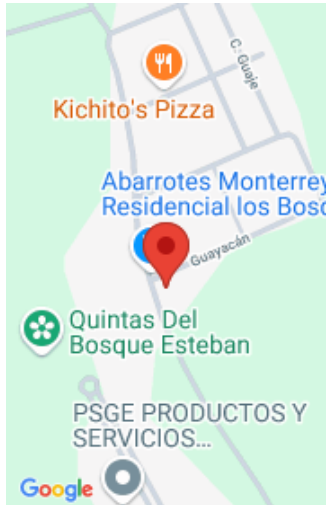 C. Guaje
Kichito's Pizza
Abarrotes Monterrey
Residencial los Bosc
Guayacán
Quintas Del
Bosque Esteban
PSGE PRODUCTOS Y
SERVICIOS...
Google